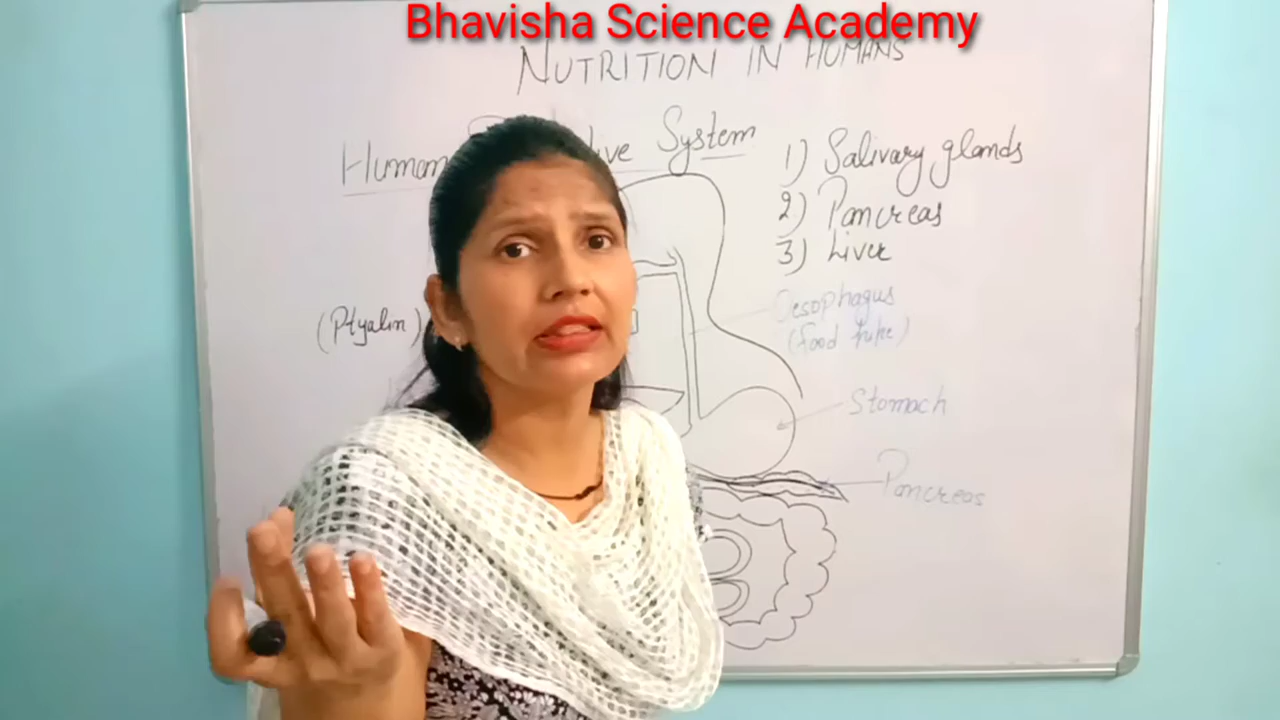 Bhavisha Science Academy
NUTRITION IN HUMANS
Human System
1) Salivary glands
2) Pancreas
3) Liver
Oesophagus
(food tube)
(Ptyalin)
Stomach
Pancreas